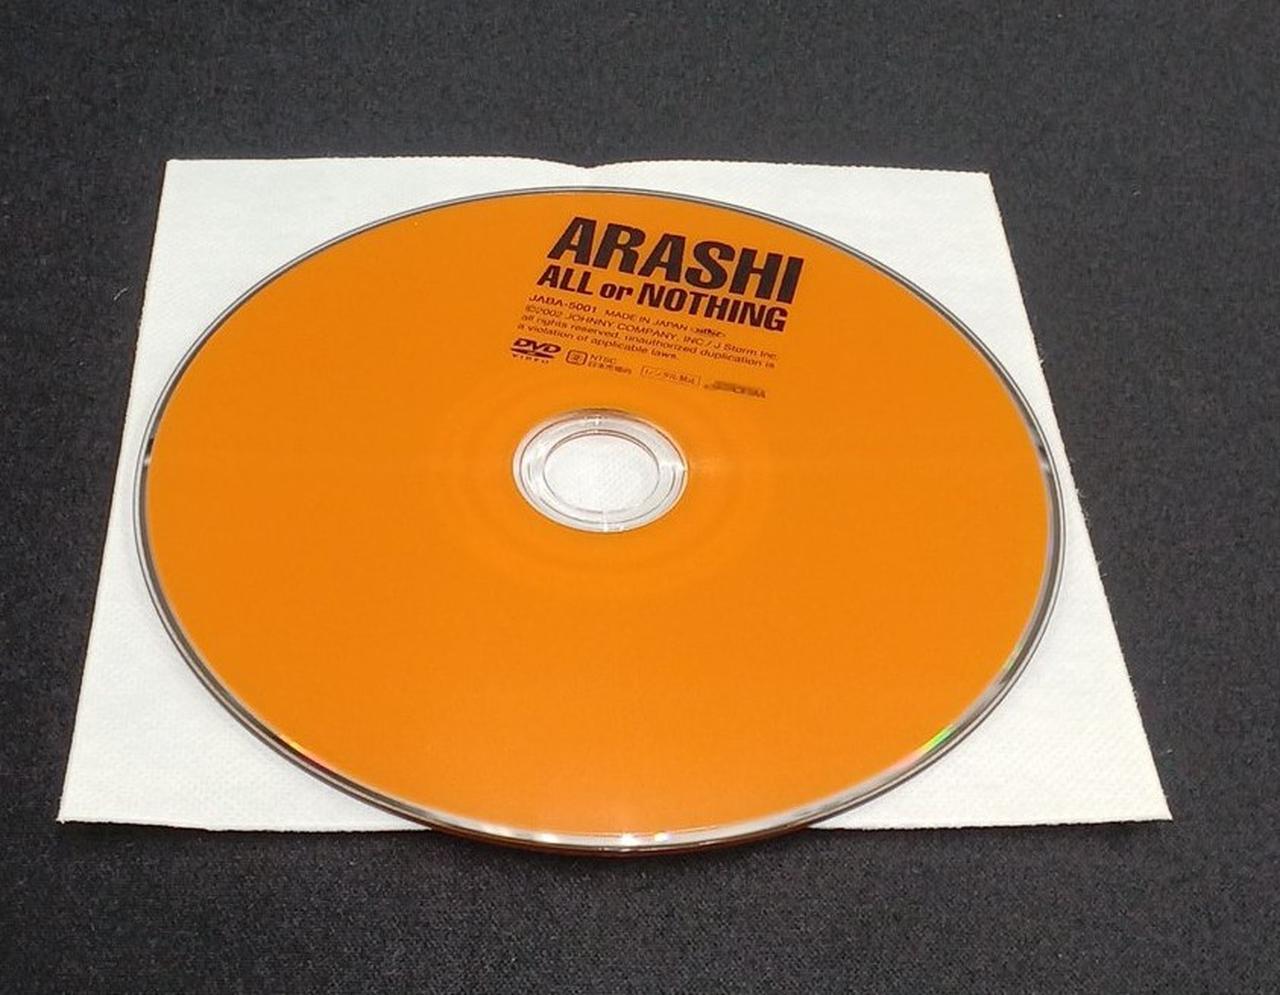 ARASHI
ALL or NOTHING
JABA-5001 MADE IN JAPAN
©2002 JOHNNY COMPANY, INC / J Storm Inc.
all rights reserved. unauthorized duplication is
a violation of applicable laws.
DVD
VIDEO
2
NTSC
日本市場向
レンタル禁止